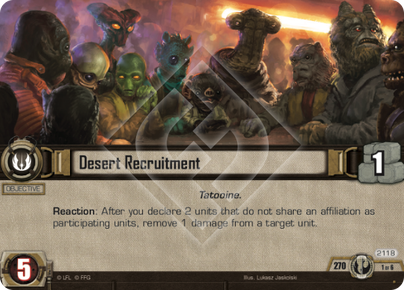 Desert Recruitment
1
OBJECTIVE
Tatooine.
Reaction: After you declare 2 units that do not share an affiliation as
participating units, remove 1 damage from a target unit.
2118
5
© LFL © FFG
Illus. Lukasz Jaskolski
270
1 of 6